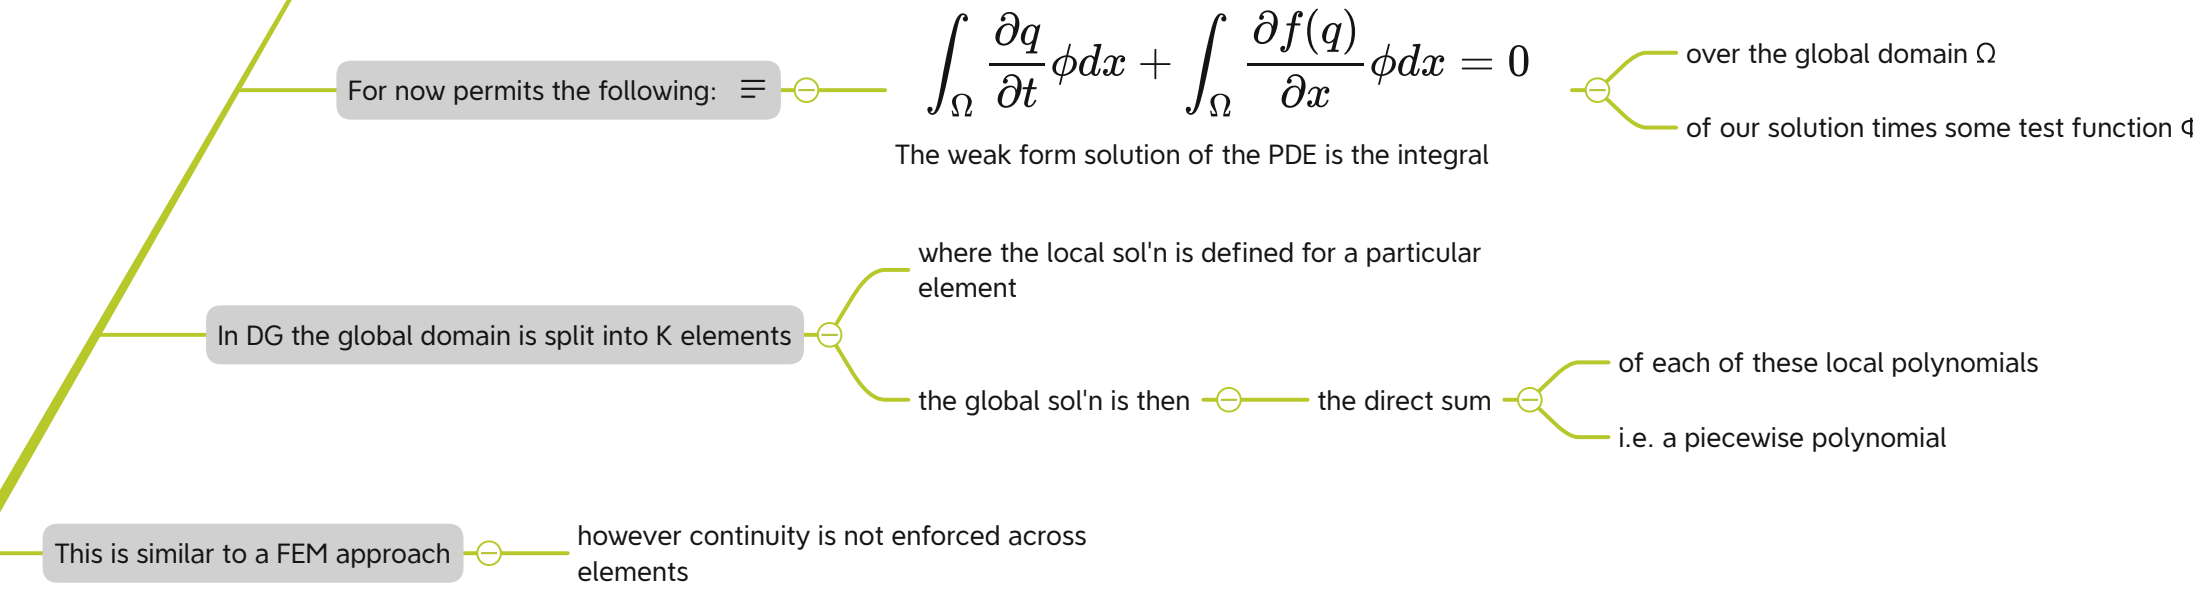 For now permits the following:
∫_Ω ∂q/∂t ϕdx + ∫_Ω ∂f(q)/∂x ϕdx = 0
The weak form solution of the PDE is the integral
over the global domain Ω
of our solution times some test function
In DG the global domain is split into K elements
where the local sol'n is defined for a particular
element
the global sol'n is then
the direct sum
of each of these local polynomials
i.e. a piecewise polynomial
This is similar to a FEM approach
however continuity is not enforced across
elements